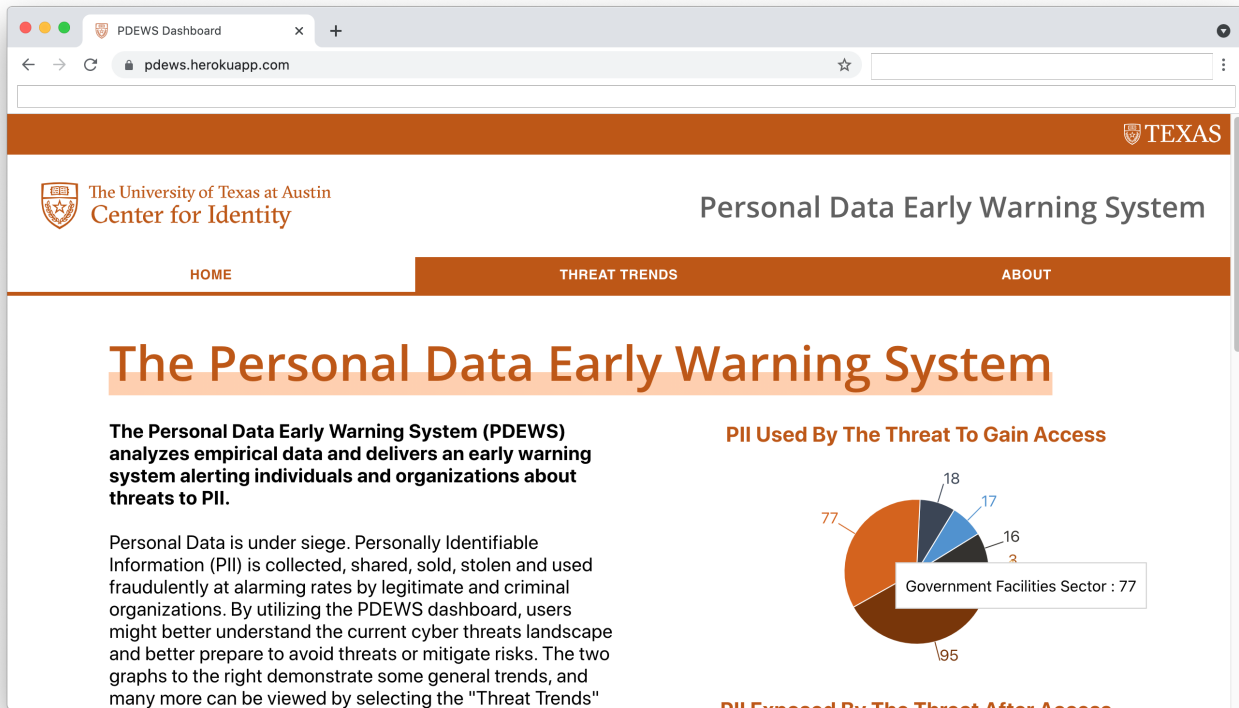 PDEWS Dashboard
pdews.herokuapp.com
TEXAS
The University of Texas at Austin
Center for Identity
Personal Data Early Warning System
HOME
THREAT TRENDS
ABOUT
The Personal Data Early Warning System
The Personal Data Early Warning System (PDEWS)
analyzes empirical data and delivers an early warning
system alerting individuals and organizations about
threats to PII.
Personal Data is under siege. Personally Identifiable
Information (PII) is collected, shared, sold, stolen and used
fraudulently at alarming rates by legitimate and criminal
organizations. By utilizing the PDEWS dashboard, users
might better understand the current cyber threats landscape
and better prepare to avoid threats or mitigate risks. The two
graphs to the right demonstrate some general trends, and
many more can be viewed by selecting the "Threat Trends"
PII Used By The Threat To Gain Access
18
17
77
16
3
Government Facilities Sector : 77
95
PII Exposed By The Threat After Access